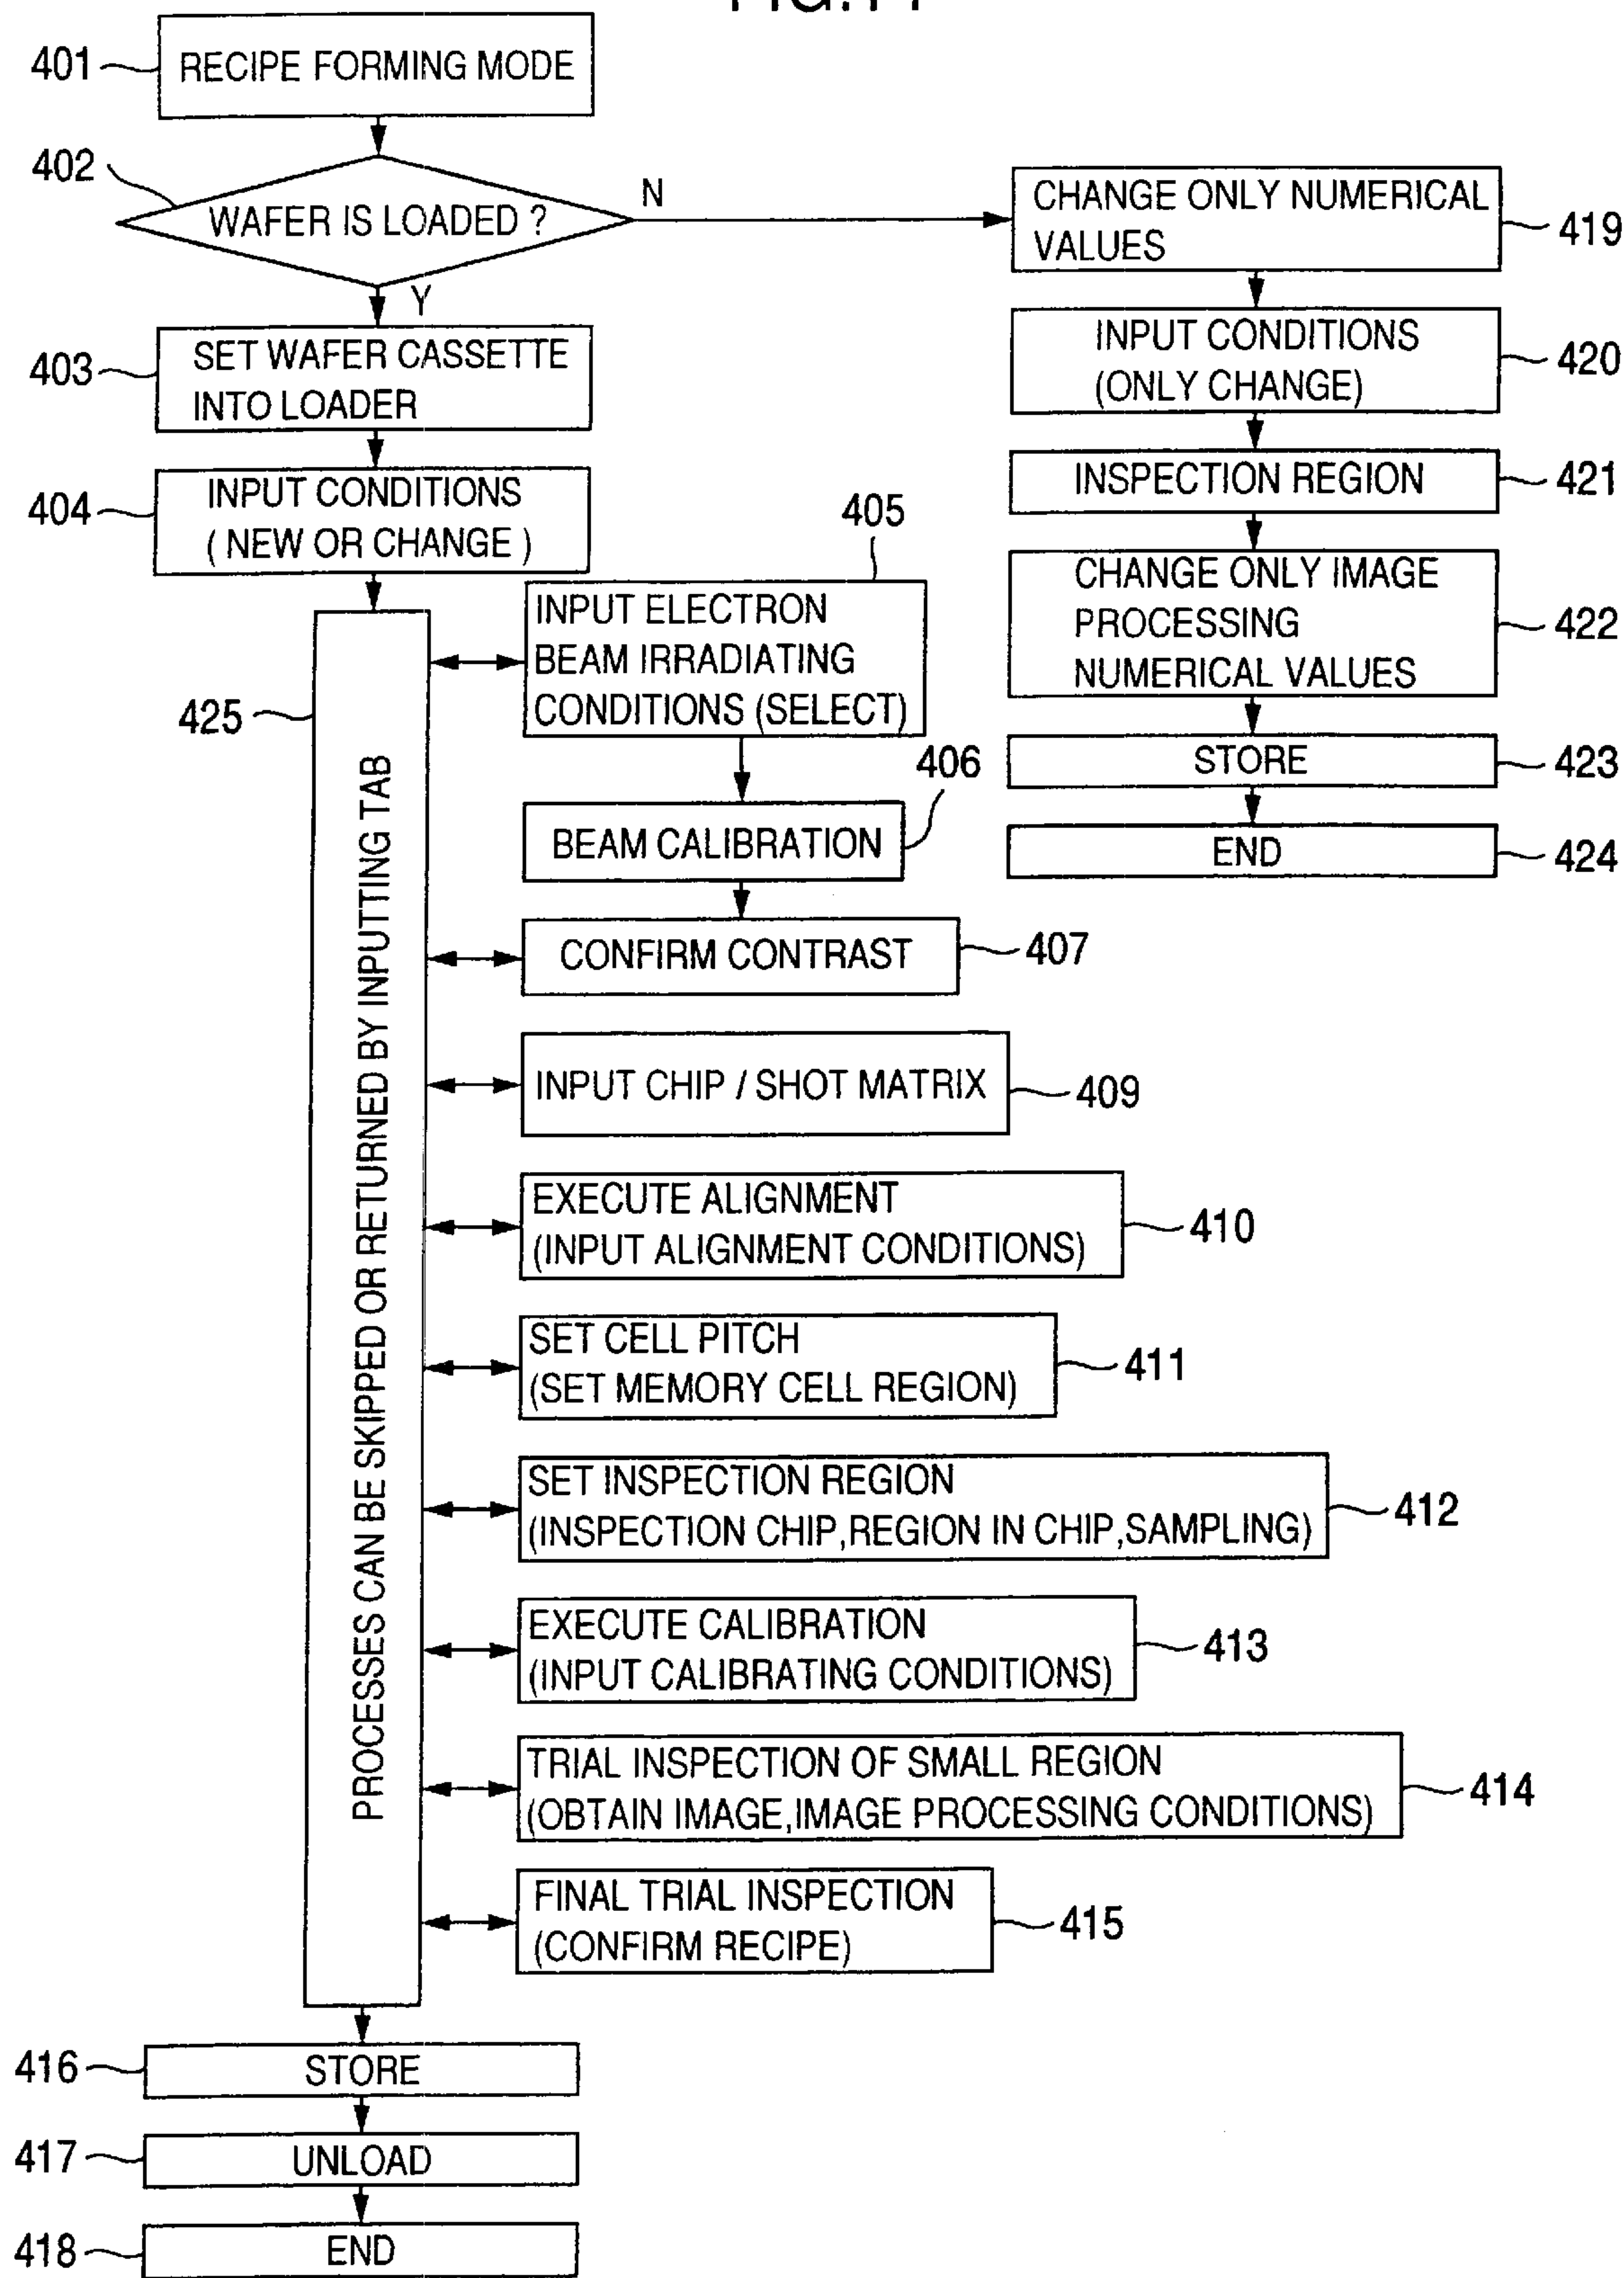 401
RECIPE FORMING MODE
402
WAFER IS LOADED ?
N
Y
403
SET WAFER CASSETTE
INTO LOADER
404
INPUT CONDITIONS
( NEW OR CHANGE )
425
PROCESSES CAN BE SKIPPED OR RETURNED BY INPUTTING TAB
405
INPUT ELECTRON
BEAM IRRADIATING
CONDITIONS (SELECT)
406
BEAM CALIBRATION
CONFIRM CONTRAST
407
INPUT CHIP / SHOT MATRIX
409
EXECUTE ALIGNMENT
(INPUT ALIGNMENT CONDITIONS)
410
SET CELL PITCH
(SET MEMORY CELL REGION)
411
SET INSPECTION REGION
(INSPECTION CHIP,REGION IN CHIP,SAMPLING)
412
EXECUTE CALIBRATION
(INPUT CALIBRATING CONDITIONS)
413
TRIAL INSPECTION OF SMALL REGION
(OBTAIN IMAGE,IMAGE PROCESSING CONDITIONS)
414
FINAL TRIAL INSPECTION
(CONFIRM RECIPE)
415
416
STORE
417
UNLOAD
418
END
CHANGE ONLY NUMERICAL
VALUES
419
INPUT CONDITIONS
(ONLY CHANGE)
420
INSPECTION REGION
421
CHANGE ONLY IMAGE
PROCESSING
NUMERICAL VALUES
422
STORE
423
END
424